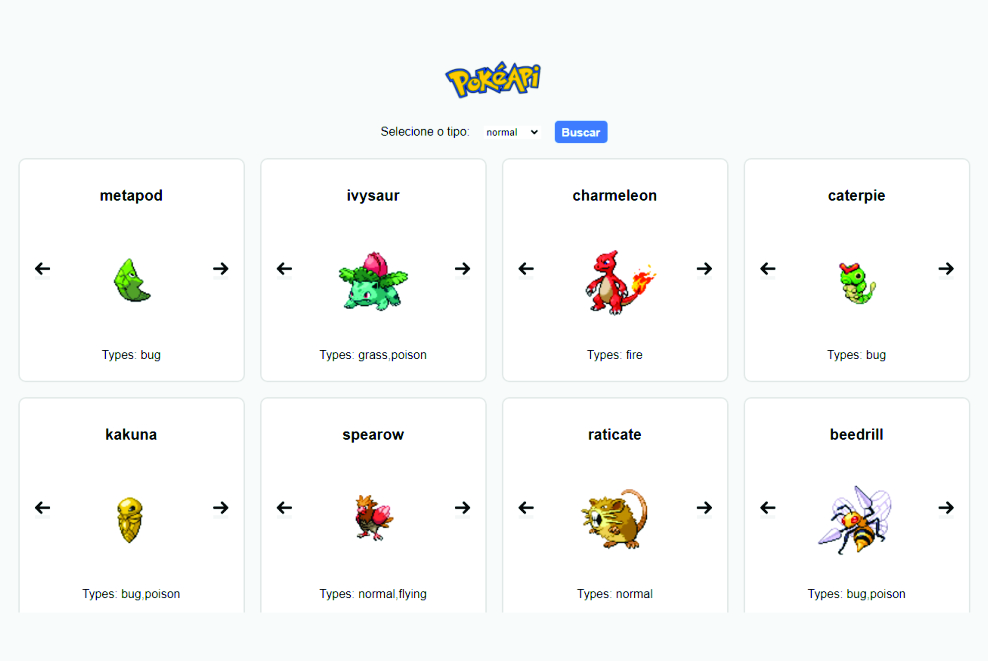 PokéApi
Selecione o tipo: normal Buscar
metapod ivysaur charmeleon caterpie
Types: bug Types: grass,poison Types: fire Types: bug
kakuna spearow raticate beedrill
Types: bug,poison Types: normal,flying Types: normal Types: bug,poison